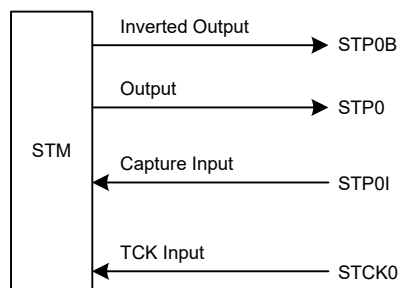 Inverted Output
STP0B
Output
STP0
STM
Capture Input
STP0I
TCK Input
STCK0